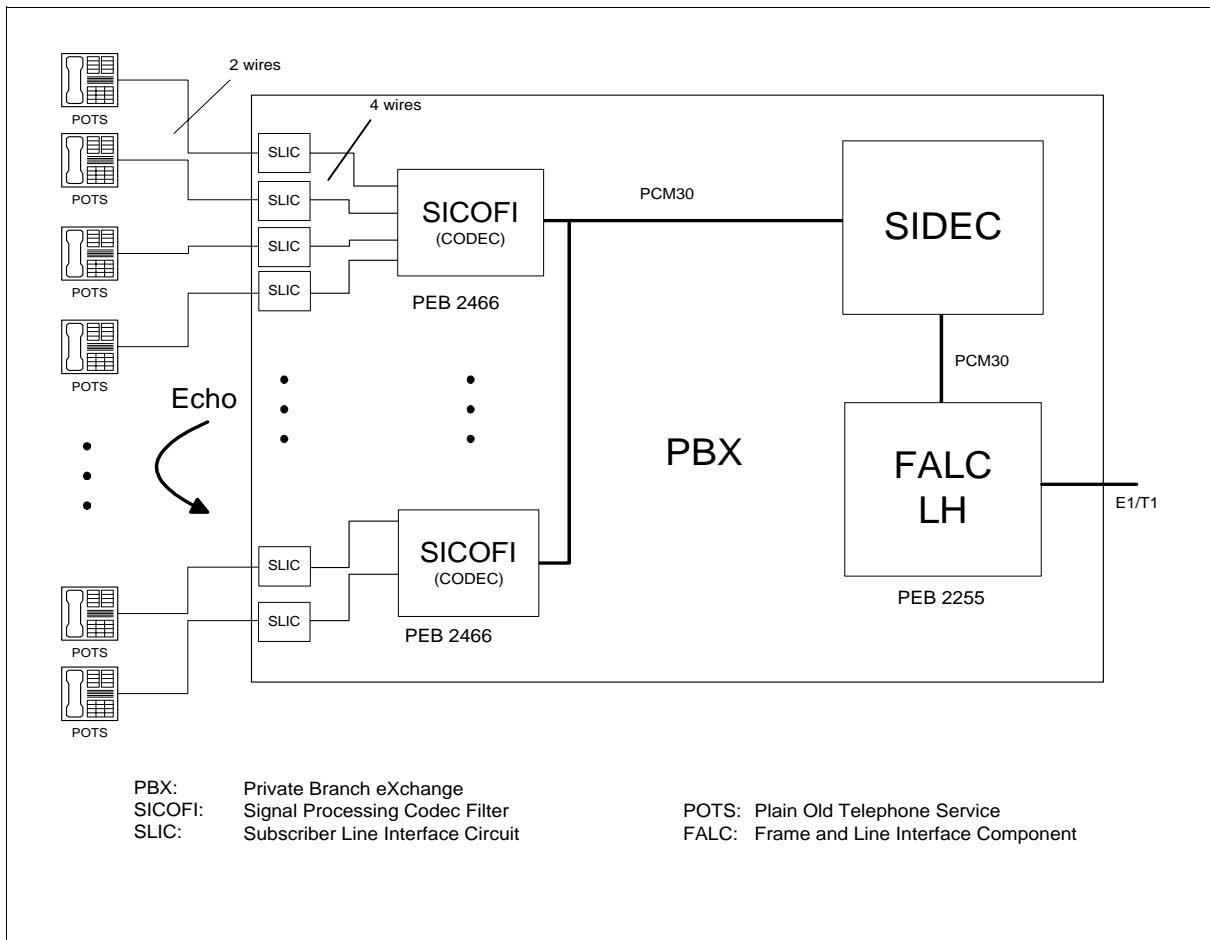 2 wires
POTS
4 wires
SLIC
POTS
SLIC
SICOFI
(CODEC)
PCM30
SIDEC
SLIC
POTS
SLIC
PEB 2466
POTS
PCM30
Echo
PBX
FALC
LH
E1/T1
SICOFI
(CODEC)
SLIC
PEB 2255
SLIC
PEB 2466
POTS
POTS
PBX: Private Branch eXchange
SICOFI: Signal Processing Codec Filter
SLIC: Subscriber Line Interface Circuit
POTS: Plain Old Telephone Service
FALC: Frame and Line Interface Component